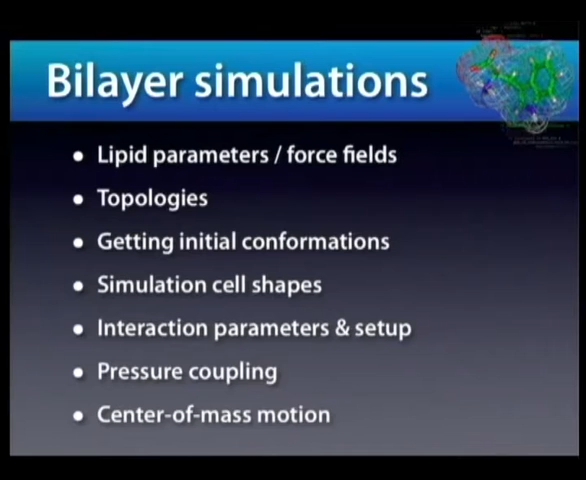 Bilayer simulations
• Lipid parameters / force fields
• Topologies
• Getting initial conformations
• Simulation cell shapes
• Interaction parameters & setup
• Pressure coupling
• Center-of-mass motion